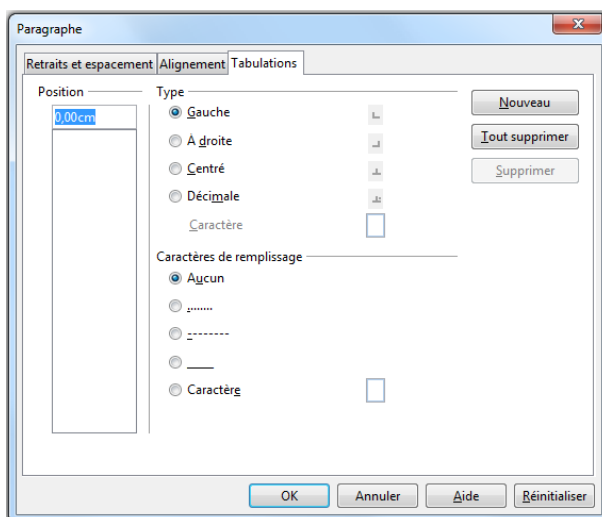 Paragraphe
Retraits et espacement Alignement Tabulations
Position
0,00cm
Type
Gauche
À droite
Centré
Décimale
Caractère
Caractères de remplissage
Aucun
........
--------
____
Caractère
Nouveau
Tout supprimer
Supprimer
OK Annuler Aide Réinitialiser